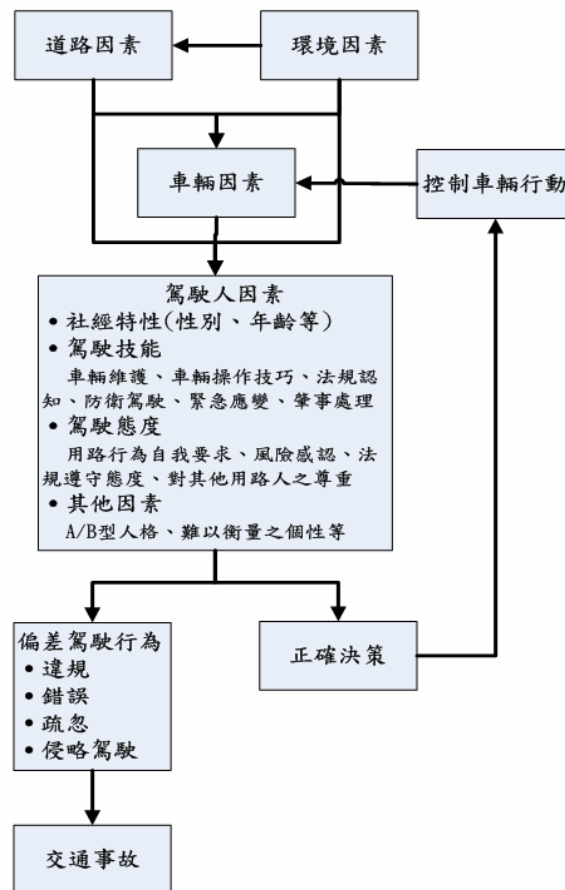 道路因素
環境因素
車輛因素
控制車輛行動
駕駛人因素
• 社經特性(性別、年齡等)
• 駕駛技能
車輛維護、車輛操作技巧、法規認
知、防衛駕駛、緊急應變、肇事處理
• 駕駛態度
用路行為自我要求、風險感認、法
規遵守態度、對其他用路人之尊重
• 其他因素
A/B型人格、難以衡量之個性等
偏差駕駛行為
• 違規
• 錯誤
• 疏忽
• 侵略駕駛
正確決策
交通事故